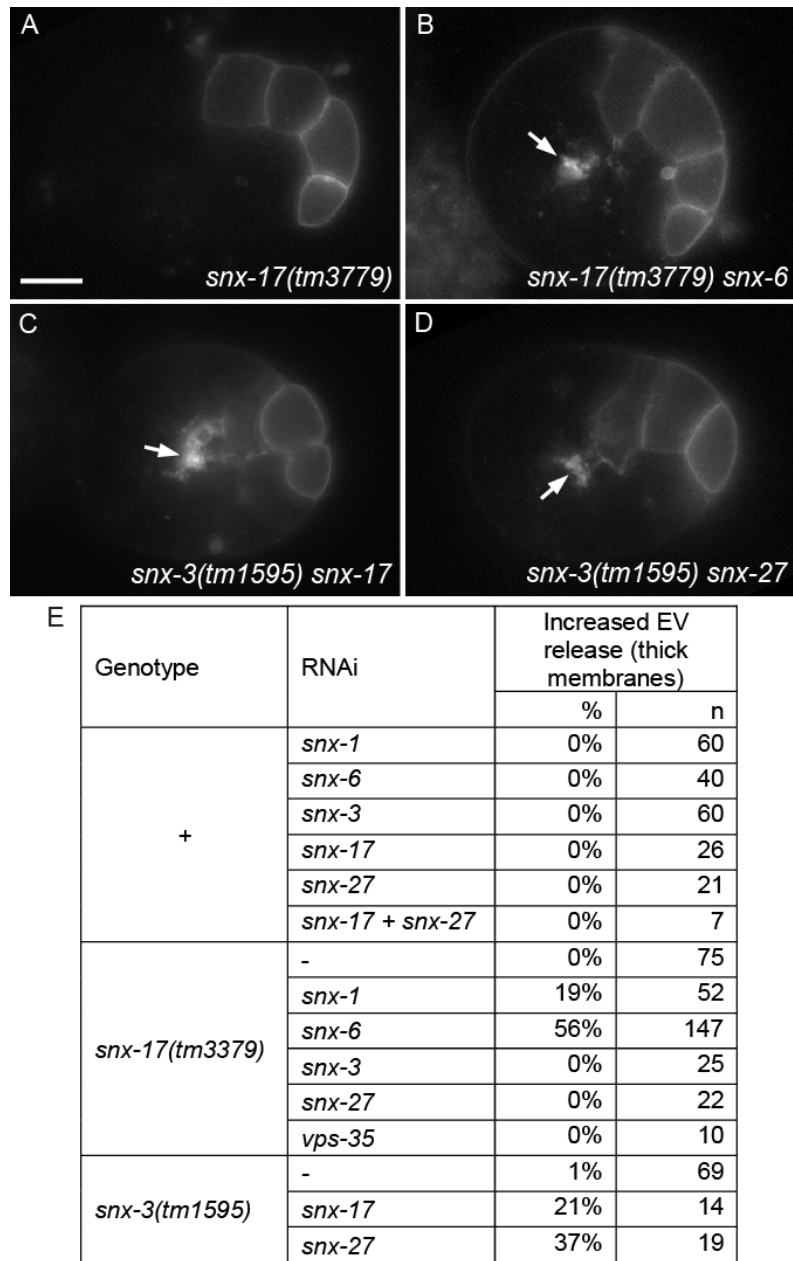 A
snx-17(tm3779)
B
snx-17(tm3779) snx-6
C
snx-3(tm1595) snx-17
D
snx-3(tm1595) snx-27
E
Genotype RNAi Increased EV release (thick membranes)
% n
+ snx-1 0% 60
snx-6 0% 40
snx-3 0% 60
snx-17 0% 26
snx-27 0% 21
snx-17 + snx-27 0% 7
snx-17(tm3379) - 0% 75
snx-1 19% 52
snx-6 56% 147
snx-3 0% 25
snx-27 0% 22
vps-35 0% 10
snx-3(tm1595) - 1% 69
snx-17 21% 14
snx-27 37% 19